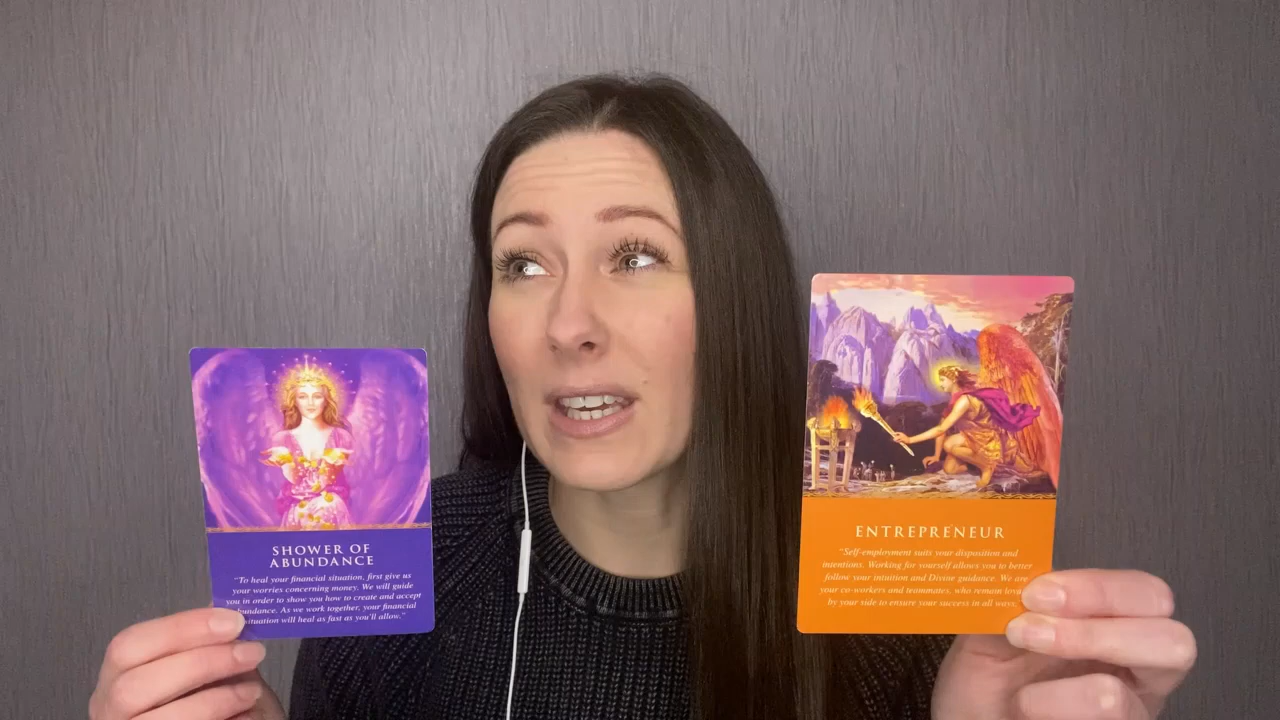 SHOWER OF
ABUNDANCE
"To heal your financial situation, first give us
your worries concerning money. We will guide
you in order to show you how to create and accept
abundance. As we work together, your financial
situation will heal as fast as you'll allow."
ENTREPRENEUR
"Self-employment suits your disposition and
intentions. Working for yourself allows you to better
follow your intuition and Divine guidance. We are
your co-workers and teammates, who remain
by your side to ensure your success in all ways."